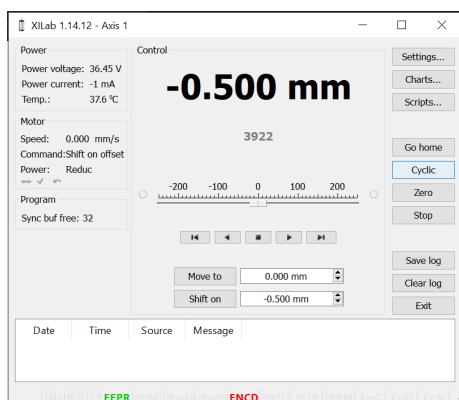 XILab 1.14.12 - Axis 1
Power
Power voltage: 36.45 V
Power current: -1 mA
Temp.: 37.6 °C
Motor
Speed: 0.000 mm/s
Command:Shift on offset
Power: Reduc
Program
Sync buf free: 32
Control
-0.500 mm
3922
-200 -100 0 100 200
Move to 0.000 mm
Shift on -0.500 mm
Settings...
Charts...
Scripts...
Go home
Cyclic
Zero
Stop
Save log
Clear log
Exit
Date Time Source Message
EEPR ENCD